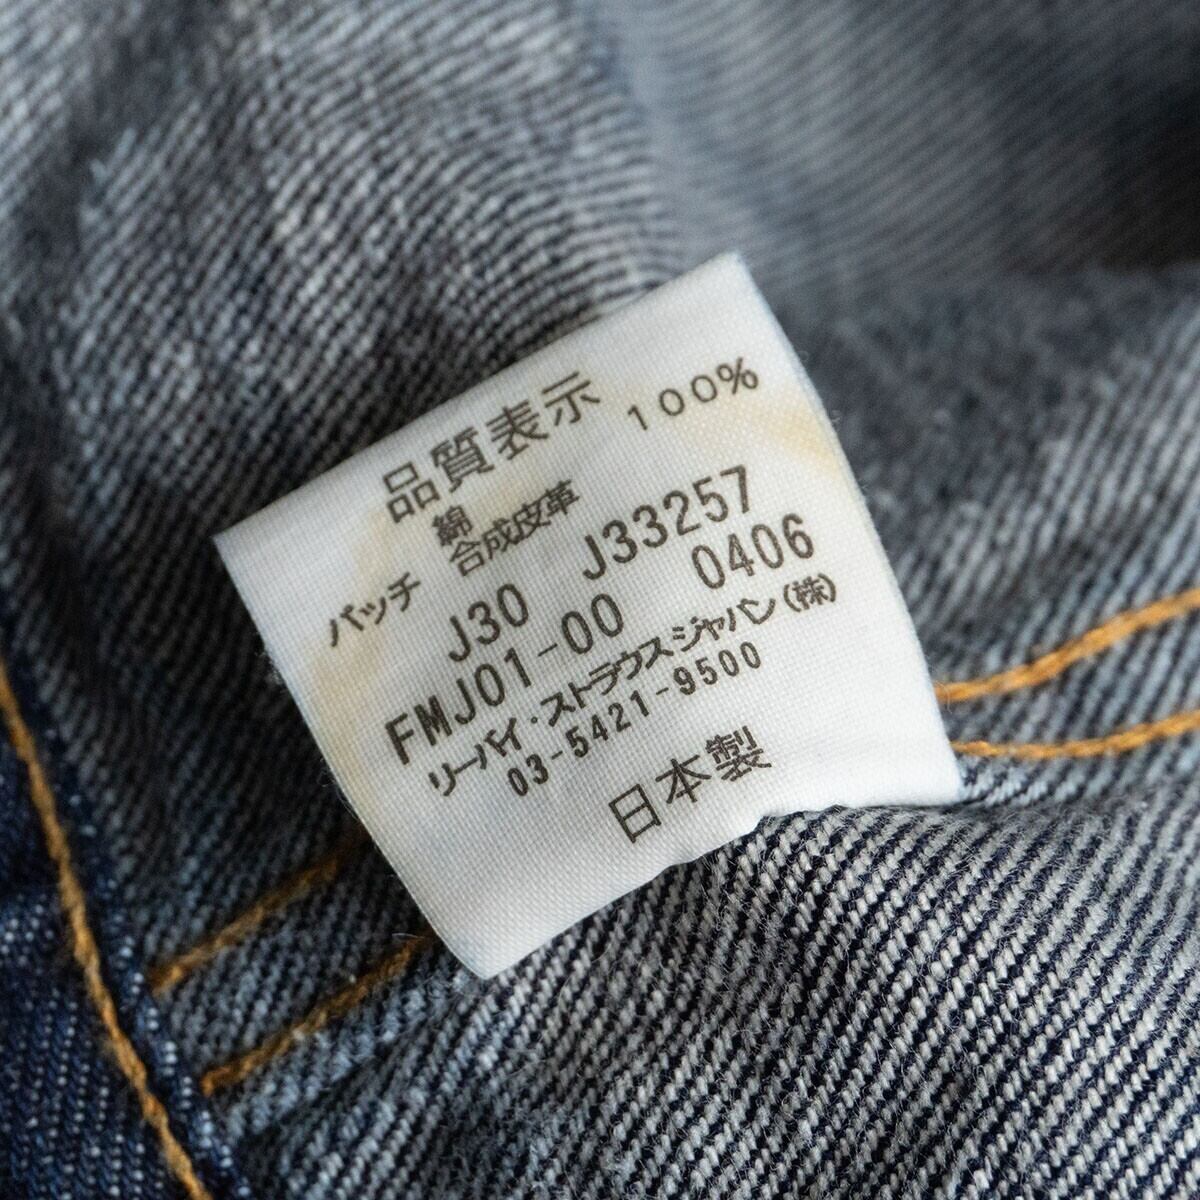 品質表示
綿 100%
パッチ 合成皮革
J30 J33257
FMJ01-00 0406
リーバイ・ストラウスジャパン(株)
03-5421-9500
日本製